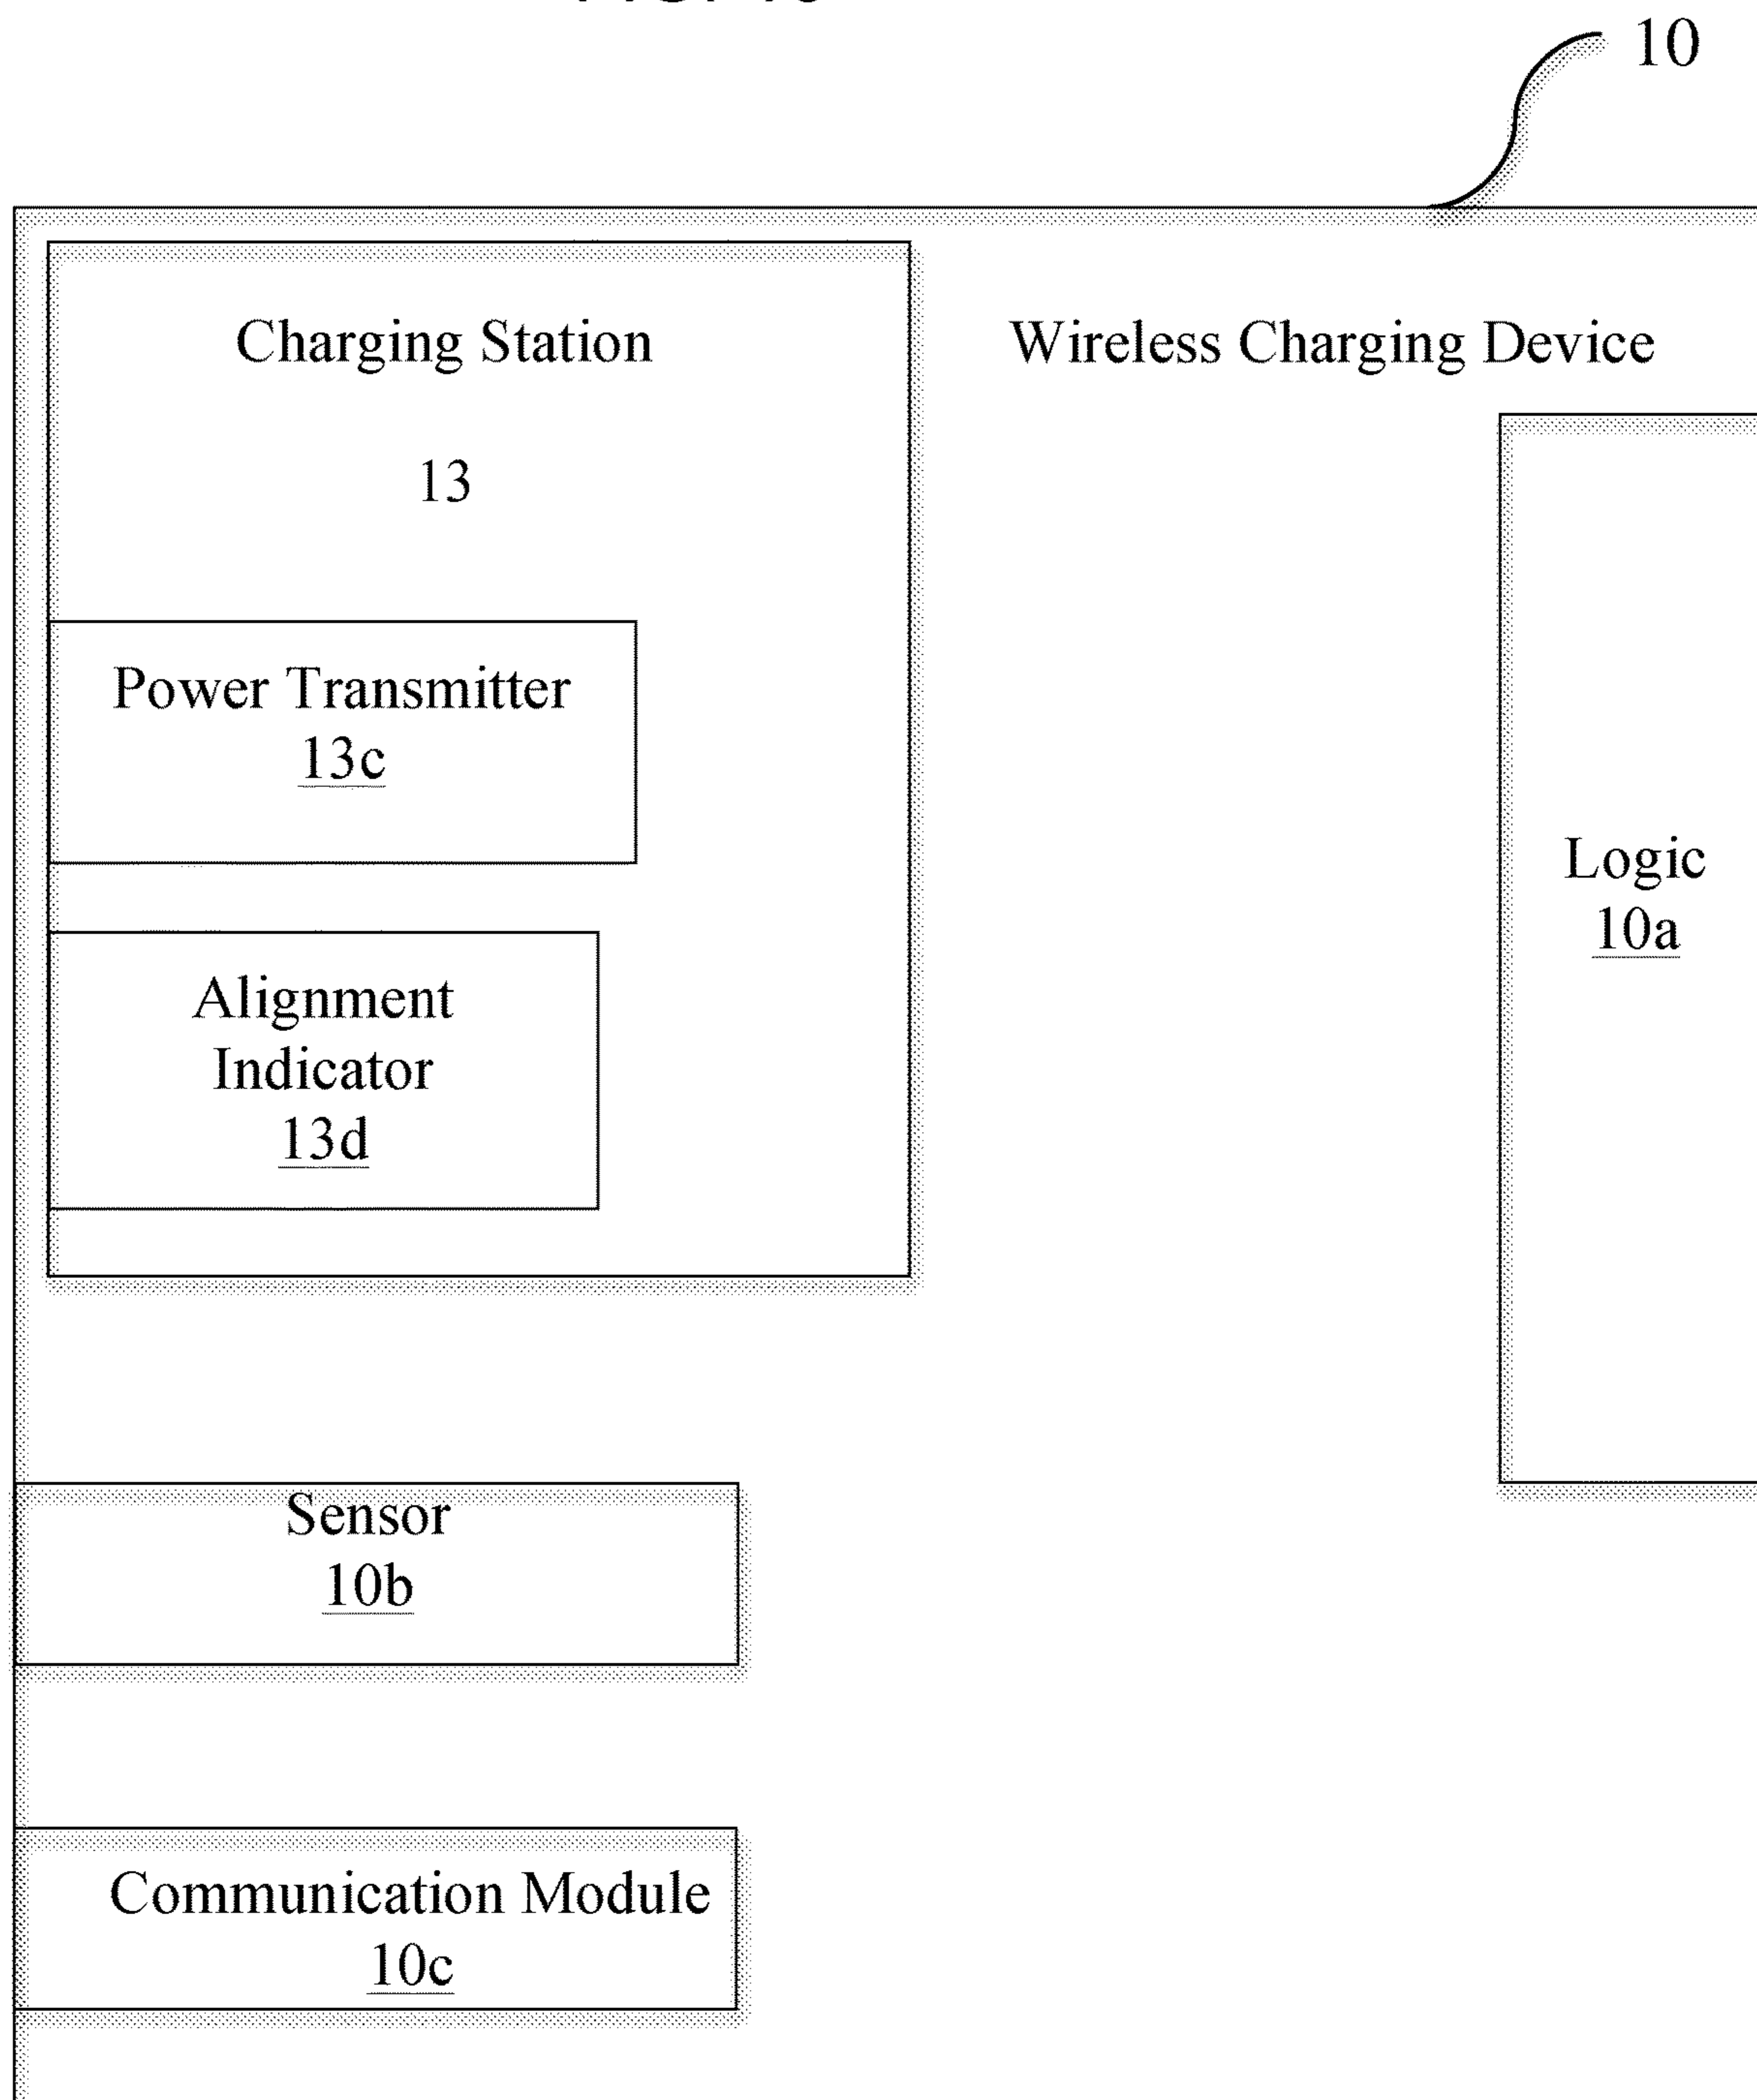 10
Charging Station
13
Wireless Charging Device
Power Transmitter
13c
Alignment
Indicator
13d
Logic
10a
Sensor
10b
Communication Module
10c